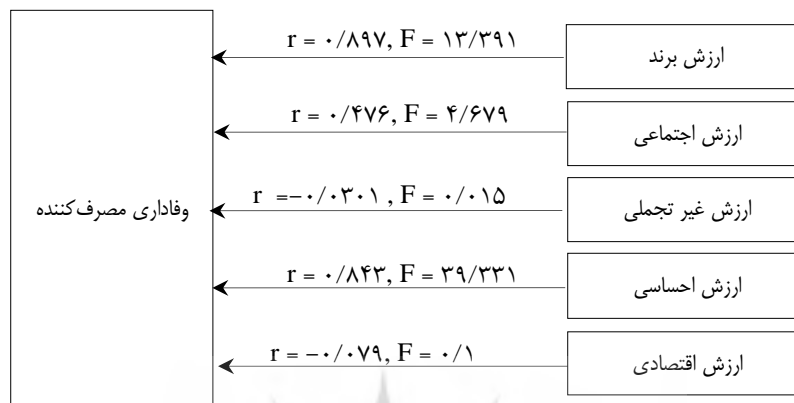 ارزش برند
r = ۰/۸۹۷, F = ۱۳/۳۹۱
ارزش اجتماعی
r = ۰/۴۷۶, F = ۴/۶۷۹
ارزش غیر تجملی
r =-۰/۰۳۰۱ , F = ۰/۰۱۵
وفاداری مصرف‌کننده
ارزش احساسی
r = ۰/۸۴۳, F = ۳۹/۳۳۱
ارزش اقتصادی
r = -۰/۰۷۹, F = ۰/۱